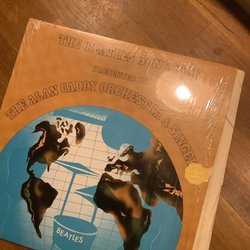 THE BEATLES SONGBOOK
PRESENTED BY
THE ALAN CADDY ORCHESTRA & SINGERS
BEATLES